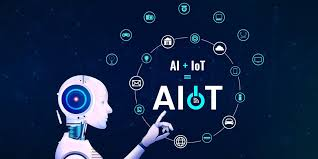 AI + IoT
=
AIOT